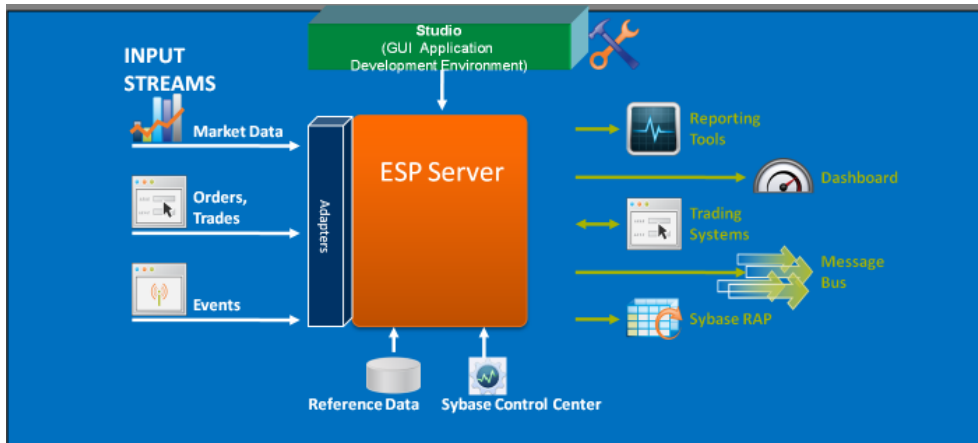 Studio
(GUI Application
Development Environment)
INPUT
STREAMS
Market Data
Orders,
Trades
Events
Adapters
ESP Server
Reporting
Tools
Dashboard
Trading
Systems
Message
Bus
Sybase RAP
Reference Data
Sybase Control Center